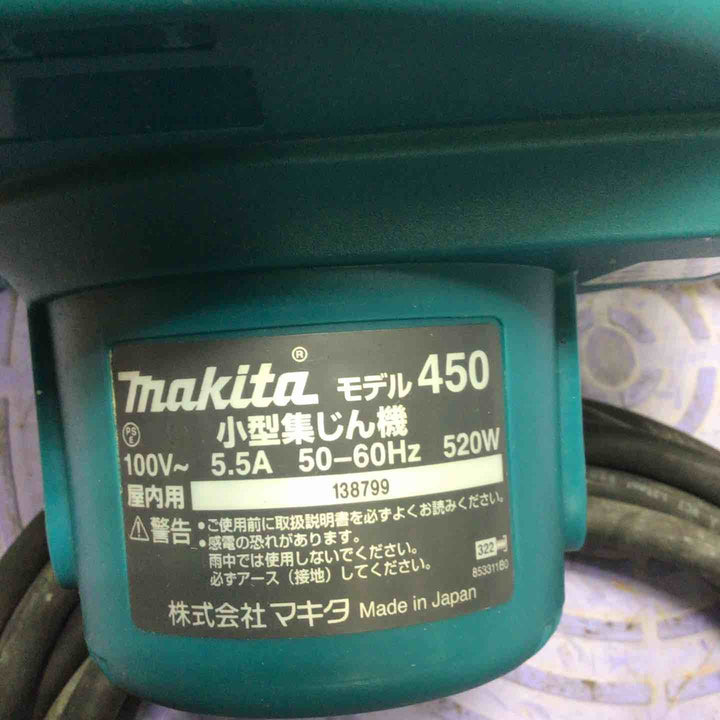 makita® モデル 450
PS E 小型集じん機
100V~ 5.5A 50-60Hz 520W
屋内用 138799
警告 ・ご使用前に取扱説明書を必ずよくお読みください。
・感電の恐れがあります。
雨中では使用しないでください。
必ずアース（接地）してください。
322
853311B0
株式会社マキタ Made in Japan